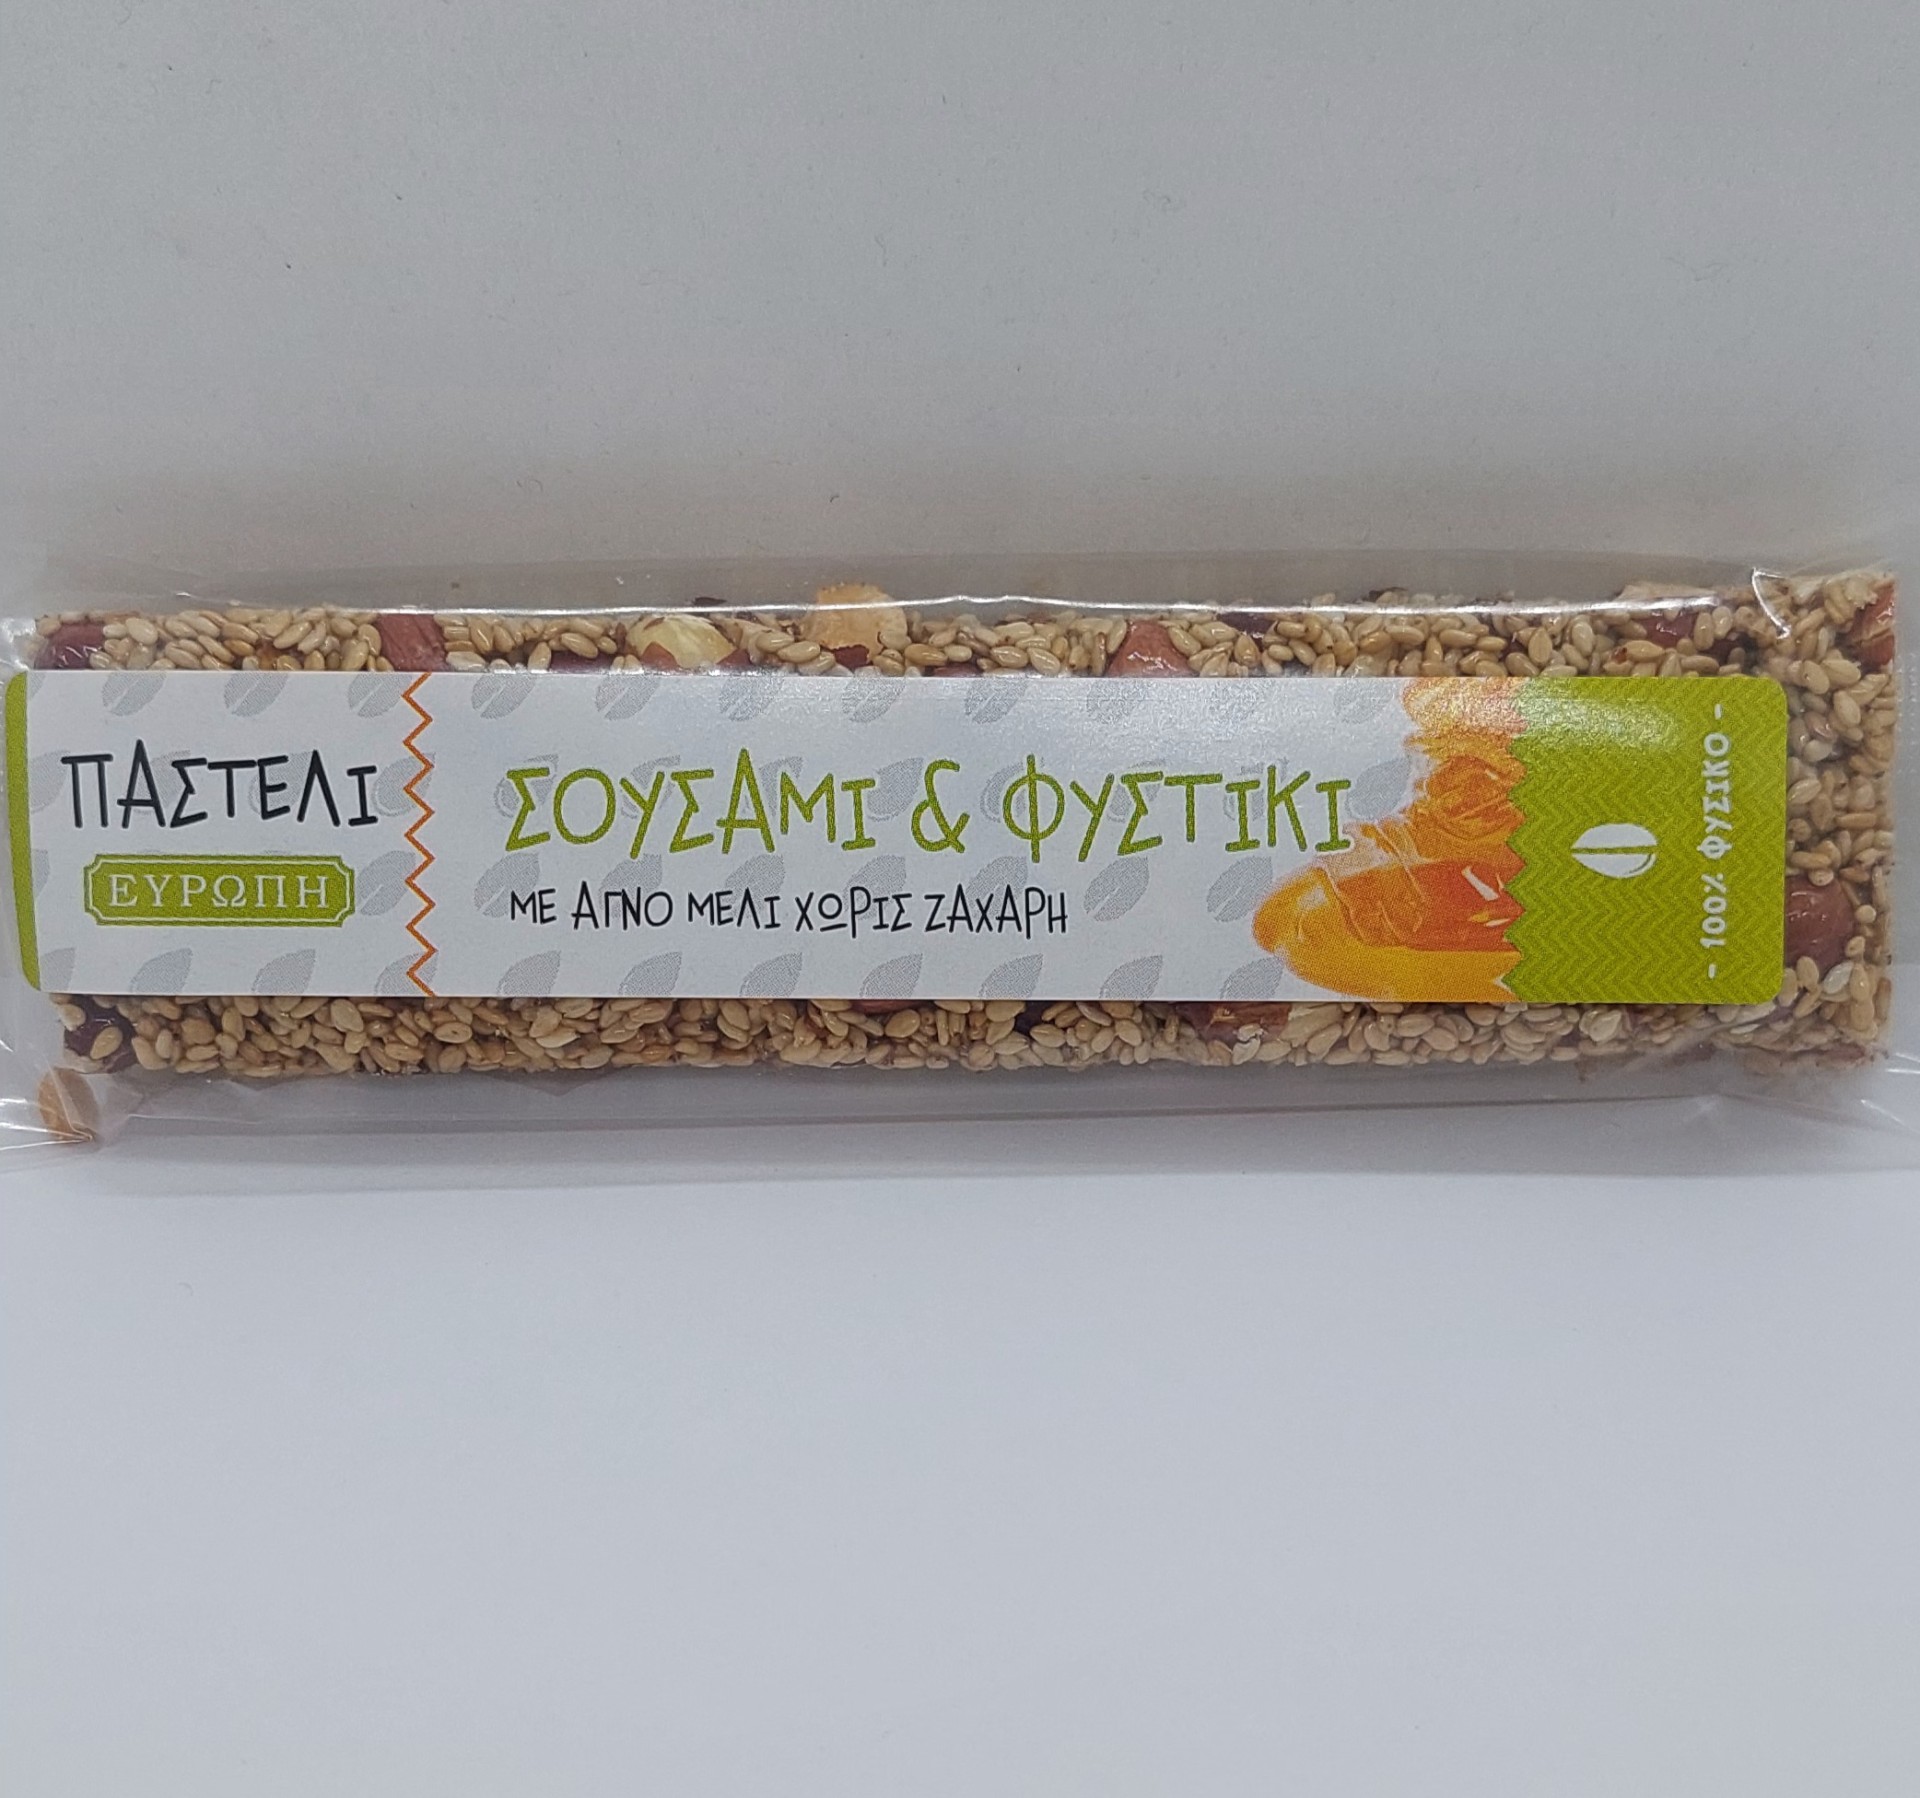 ΠΑΣΤΕΛΙ
ΕΥΡΩΠΗ
ΣΟΥΣΑΜΙ & ΦΥΣΤΙΚΙ
ΜΕ ΑΓΝΟ ΜΕΛΙ ΧΩΡΙΣ ΖΑΧΑΡΗ
- 100% ΦΥΣΙΚΟ -